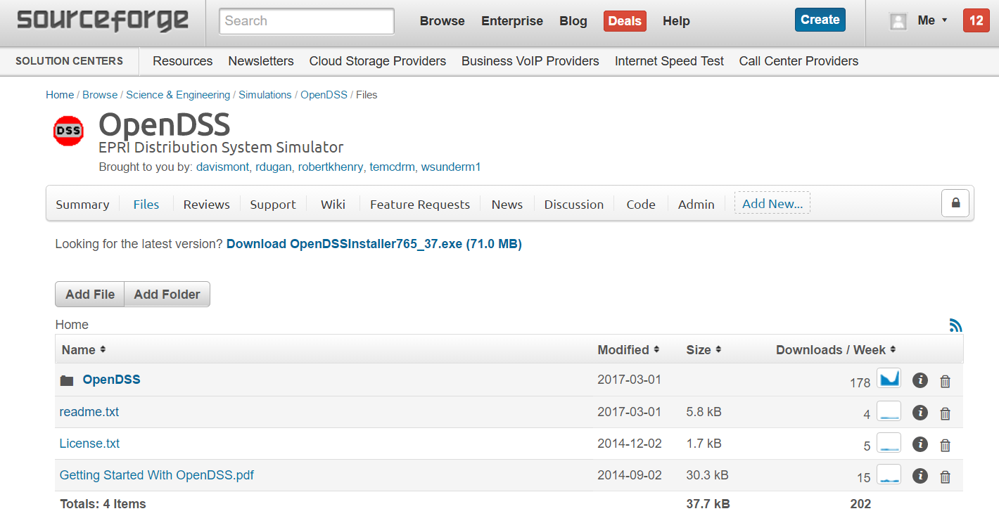 sourceforge
Search
Browse Enterprise Blog Deals Help
Create
Me
12
SOLUTION CENTERS Resources Newsletters Cloud Storage Providers Business VoIP Providers Internet Speed Test Call Center Providers
Home / Browse / Science & Engineering / Simulations / OpenDSS / Files
DSS
OpenDSS
EPRI Distribution System Simulator
Brought to you by: davismont, rdugan, robertkhenry, temcdrm, wsunderm1
Summary Files Reviews Support Wiki Feature Requests News Discussion Code Admin Add New...
Looking for the latest version? Download OpenDSSInstaller765_37.exe (71.0 MB)
Add File Add Folder
Home
Name Modified Size Downloads / Week
OpenDSS 2017-03-01 178
readme.txt 2017-03-01 5.8 kB 4
License.txt 2014-12-02 1.7 kB 5
Getting Started With OpenDSS.pdf 2014-09-02 30.3 kB 15
Totals: 4 Items 37.7 kB 202